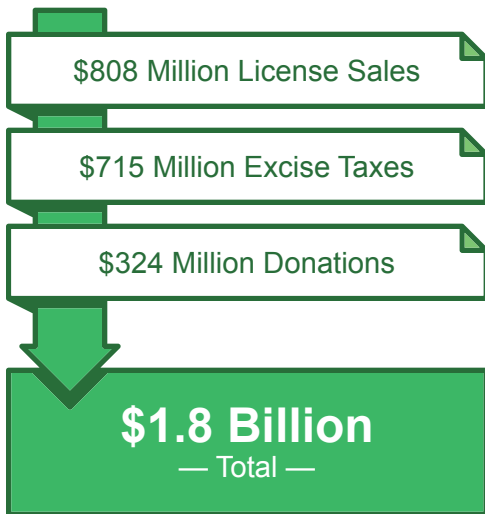 $808 Million License Sales
$715 Million Excise Taxes
$324 Million Donations
$1.8 Billion
— Total —